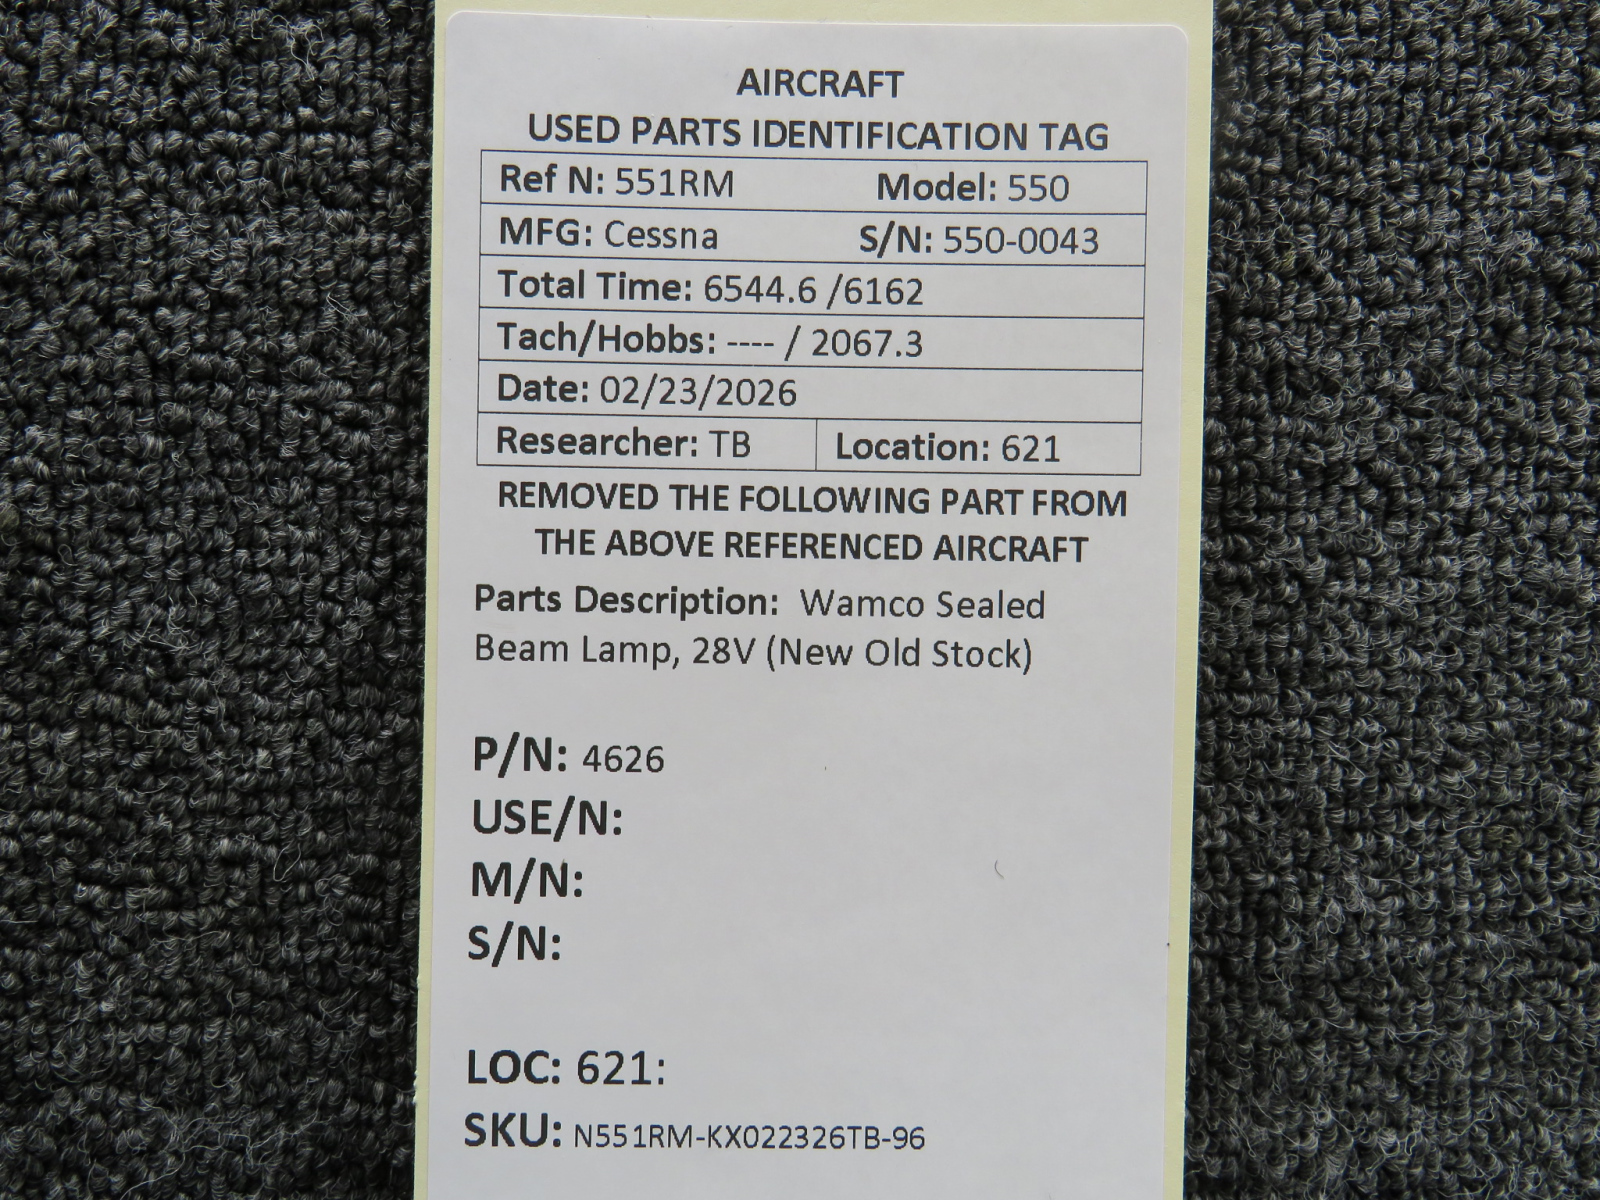 AIRCRAFT
USED PARTS IDENTIFICATION TAG
Ref N: 551RM Model: 550
MFG: Cessna S/N: 550-0043
Total Time: 6544.6 /6162
Tach/Hobbs: ---- / 2067.3
Date: 02/23/2026
Researcher: TB Location: 621
REMOVED THE FOLLOWING PART FROM
THE ABOVE REFERENCED AIRCRAFT
Parts Description: Wamco Sealed
Beam Lamp, 28V (New Old Stock)
P/N: 4626
USE/N:
M/N:
S/N:
LOC: 621:
SKU: N551RM-KX022326TB-96